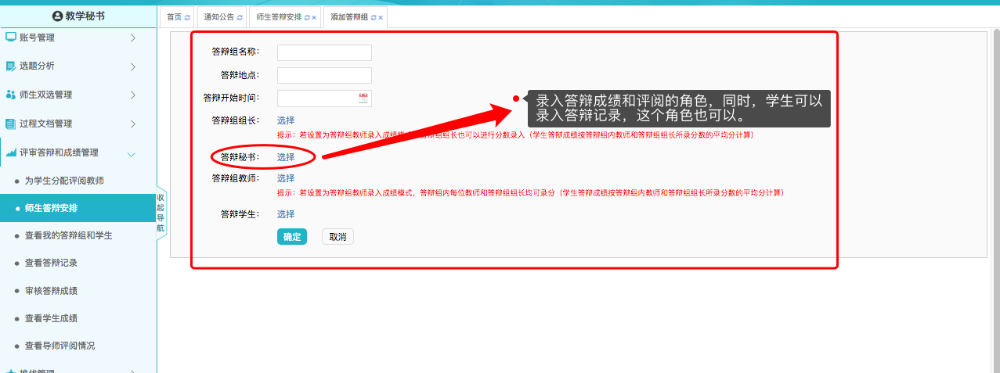 教学秘书
首页
通知公告
师生答辩安排
添加答辩组
账号管理
选题分析
师生双选管理
过程文档管理
评审答辩和成绩管理
为学生分配评阅教师
师生答辩安排
查看我的答辩组和学生
查看答辩记录
审核答辩成绩
查看学生成绩
查看导师评阅情况
收起导航
答辩组名称：
答辩地点：
答辩开始时间：
答辩组组长： 选择
提示：若设置为答辩组教师录入成绩模式，答辩组组长也可以进行分数录入（学生答辩成绩按答辩组内教师和答辩组组长所录分数的平均分计算）
答辩秘书： 选择
答辩组教师： 选择
提示：若设置为答辩组教师录入成绩模式，答辩组内每位教师和答辩组组长均可录分（学生答辩成绩按答辩组内教师和答辩组组长所录分数的平均分计算）
答辩学生： 选择
确定 取消
录入答辩成绩和评阅的角色，同时，学生可以
录入答辩记录，这个角色也可以。